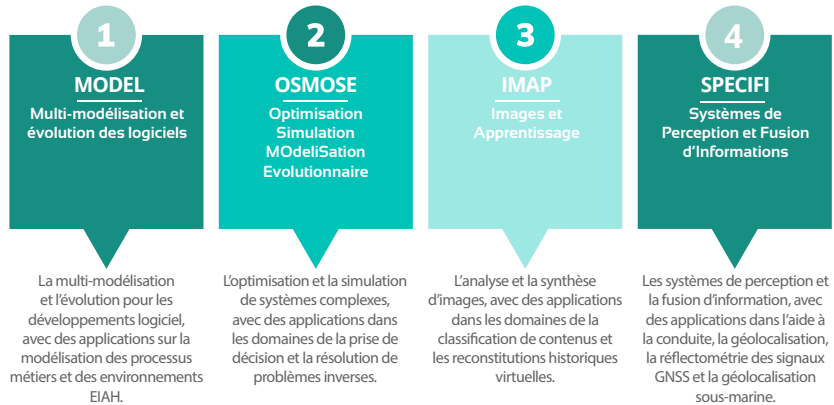 1
MODEL
Multi-modélisation et
évolution des logiciels
La multi-modélisation
et l'évolution pour les
développements logiciel,
avec des applications sur la
modélisation des processus
métiers et des environnements
EIAH.
2
OSMOSE
Optimisation
Simulation
MOdeliSation
Evolutionnaire
L'optimisation et la simulation
de systèmes complexes,
avec des applications dans
les domaines de la prise de
décision et la résolution de
problèmes inverses.
3
IMAP
Images et
Apprentissage
L'analyse et la synthèse
d'images, avec des applications
dans les domaines de la
classification de contenus et
les reconstitutions historiques
virtuelles.
4
SPECIFI
Systèmes de
Perception et Fusion
d'Informations
Les systèmes de perception et
la fusion d'information, avec
des applications dans l'aide à
la conduite, la géolocalisation,
la réflectométrie des signaux
GNSS et la géolocalisation
sous-marine.